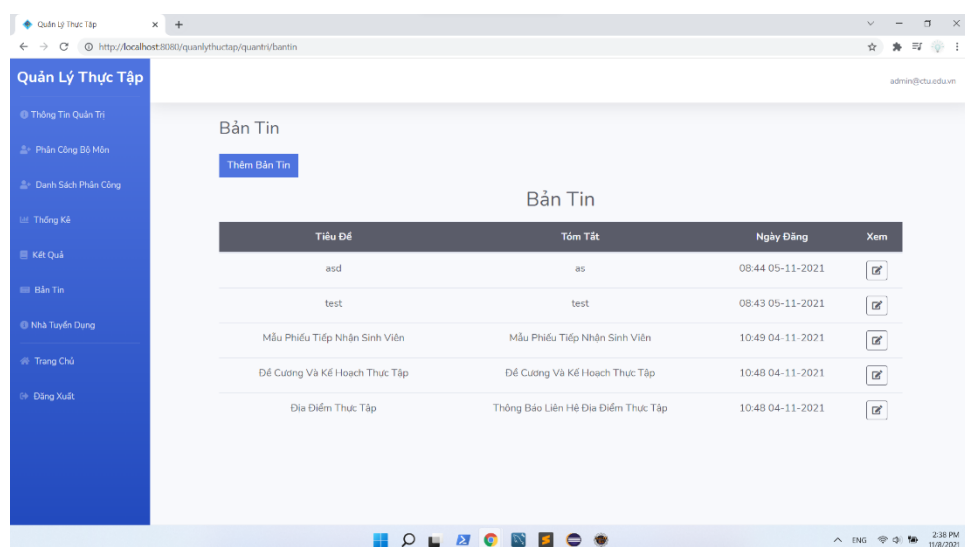 Quản Lý Thực Tập
http://localhost:8080/quanlythuctap/quantri/bantin
Quản Lý Thực Tập
admin@ctu.edu.vn
Thông Tin Quản Trị
Phân Công Bộ Môn
Danh Sách Phân Công
Thống Kê
Kết Quả
Bản Tin
Nhà Tuyển Dụng
Trang Chủ
Đăng Xuất
Bản Tin
Thêm Bản Tin
Bản Tin
Tiêu Đề Tóm Tắt Ngày Đăng Xem
asd as 08:44 05-11-2021
test test 08:43 05-11-2021
Mẫu Phiếu Tiếp Nhận Sinh Viên Mẫu Phiếu Tiếp Nhận Sinh Viên 10:49 04-11-2021
Đề Cương Và Kế Hoạch Thực Tập Đề Cương Và Kế Hoạch Thực Tập 10:48 04-11-2021
Địa Điểm Thực Tập Thông Báo Liên Hệ Địa Điểm Thực Tập 10:48 04-11-2021
ENG
2:38 PM
11/8/2021